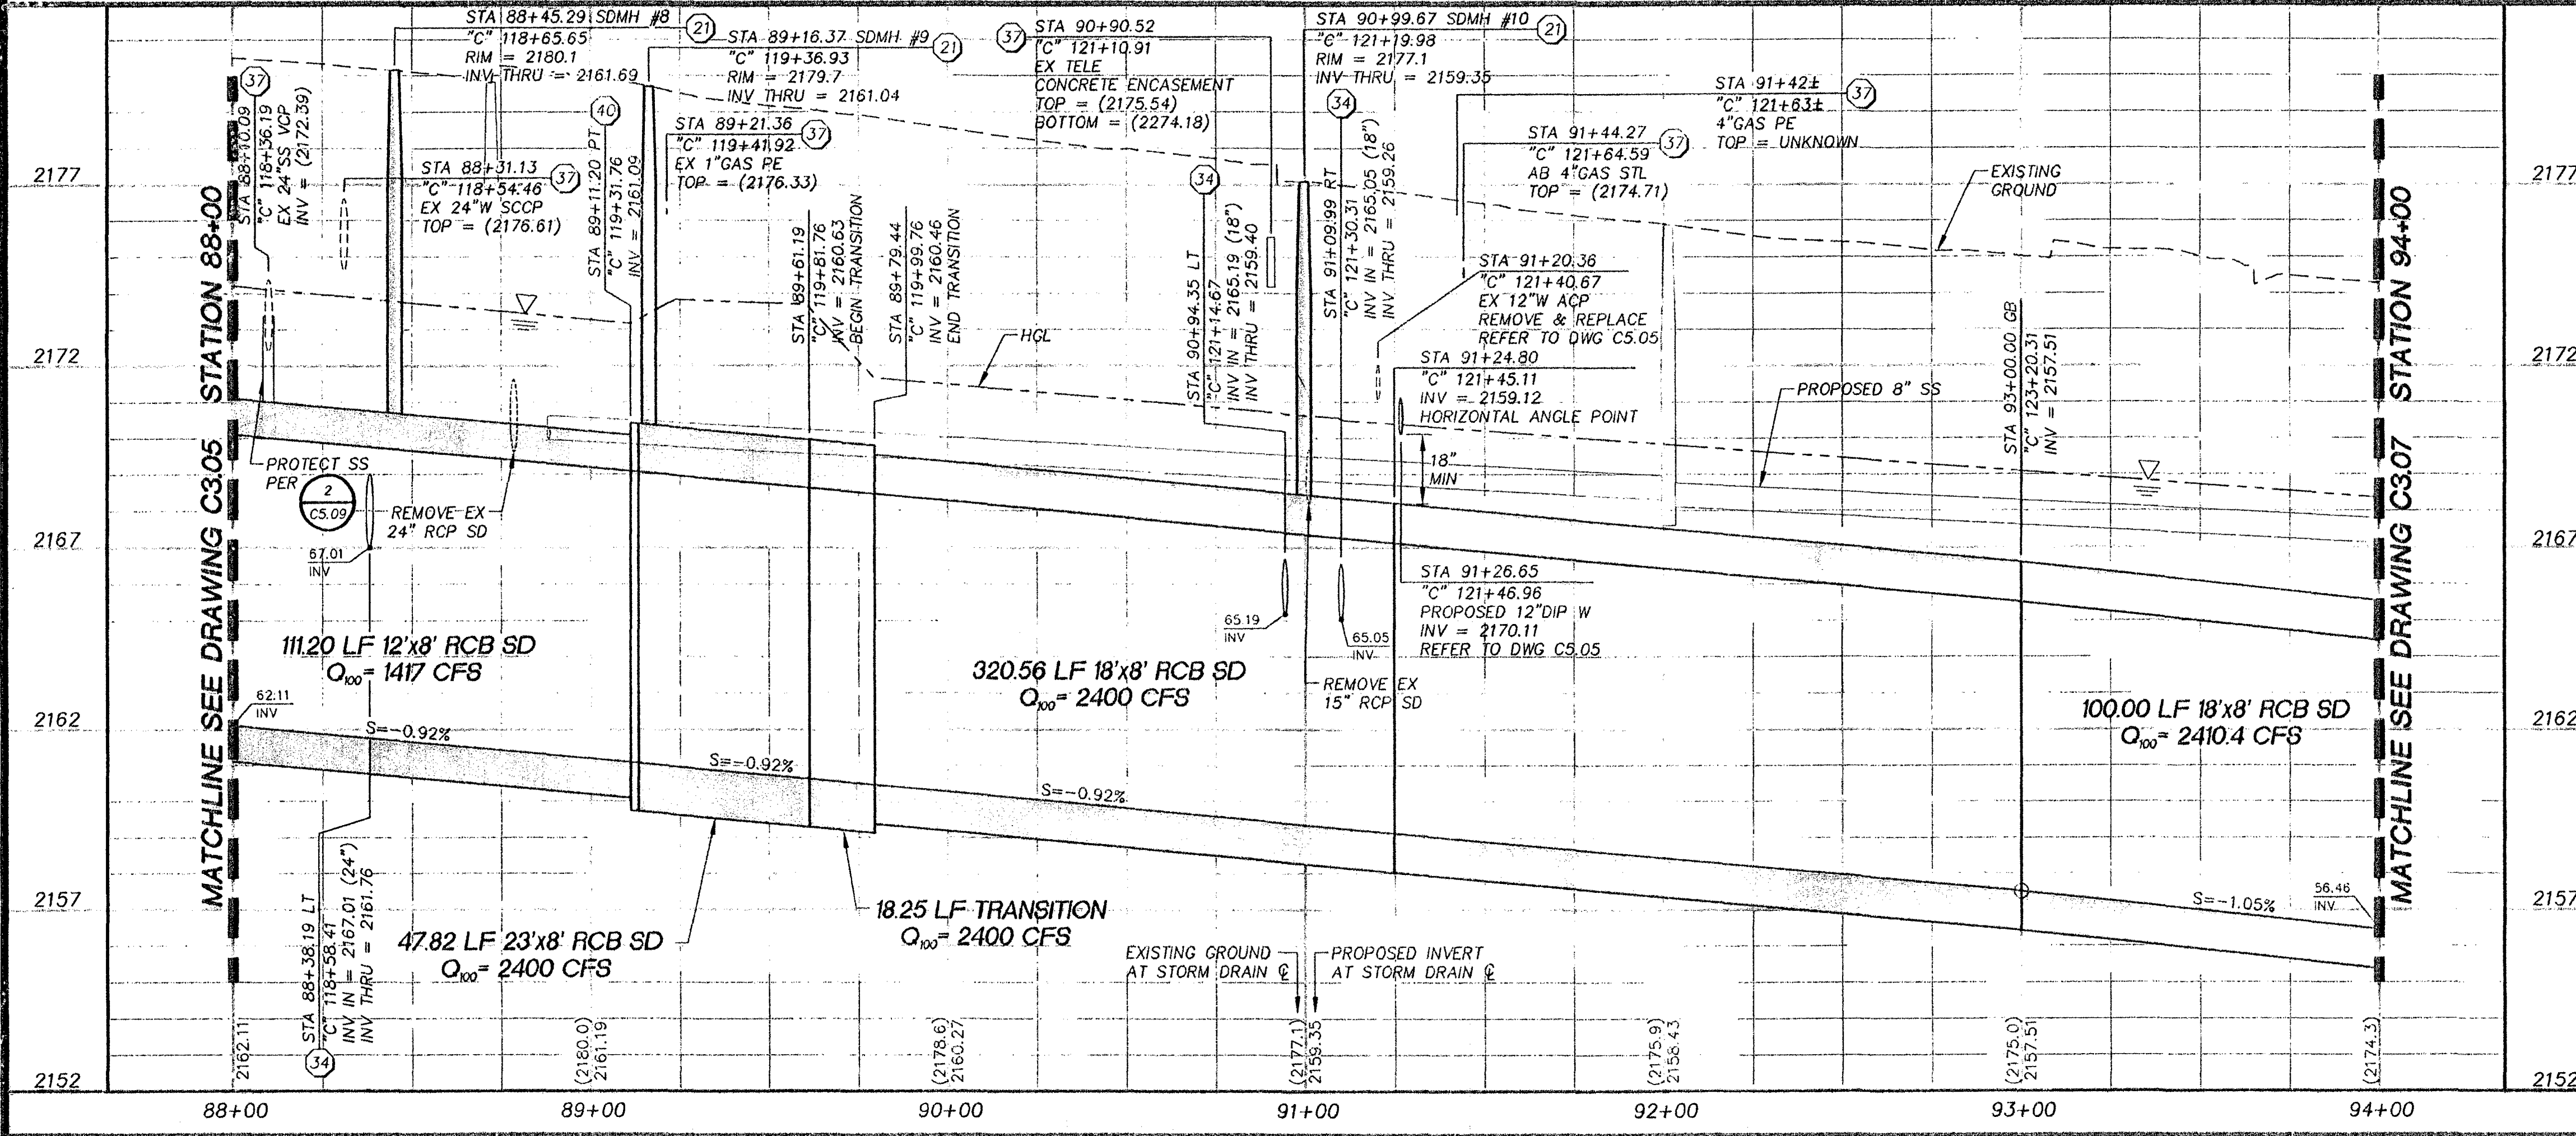 STA 88+45.29 SDMH #8
21
"C" 118+65.65
RIM = 2180.1
INV THRU = 2161.69
STA 89+16.37 SDMH #9
21
"C" 119+36.93
RIM = 2179.7
INV THRU = 2161.04
37
STA 90+90.52
"C" 121+10.91
EX TELE
CONCRETE ENCASEMENT
TOP = (2175.54)
BOTTOM = (2274.18)
STA 90+99.67 SDMH #10
21
"C" 121+19.98
RIM = 2177.1
INV THRU = 2159.35
STA 91+42±
37
"C" 121+63±
4"GAS PE
TOP = UNKNOWN
37
STA 88+10.09
"C" 118+36.19
EX 24"SS VCP
INV = (2172.39)
STA 88+31.13
37
"C" 118+54.46
EX 24"W SCCP
TOP = (2176.61)
40
STA 89+11.20 PT
"C" 119+31.76
INV = 2161.09
STA 89+21.36
37
"C" 119+41.92
EX 1"GAS PE
TOP = (2176.33)
STA 89+61.19
"C" 119+81.76
INV = 2160.63
BEGIN TRANSITION
STA 89+79.44
"C" 119+99.76
INV = 2160.46
END TRANSITION
34
STA 90+94.35 LT
"C" 121+14.67
INV IN = 2165.19 (18")
INV THRU = 2159.40
34
STA 91+09.99 RT
"C" 121+30.31
INV IN = 2165.05 (18")
INV THRU = 2159.26
STA 91+44.27
37
"C" 121+64.59
AB 4"GAS STL
TOP = (2174.71)
EXISTING
GROUND
STA 91+20.36
"C" 121+40.67
EX 12"W ACP
REMOVE & REPLACE
REFER TO DWG C5.05
STA 91+24.80
"C" 121+45.11
INV = 2159.12
HORIZONTAL ANGLE POINT
HGL
PROPOSED 8" SS
STA 93+00.00 GB
"C" 123+20.31
INV = 2157.51
18"
MIN
STA 91+26.65
"C" 121+46.96
PROPOSED 12"DIP W
INV = 2170.11
REFER TO DWG C5.05
MATCHLINE SEE DRAWING C3.05 STATION 88+00
MATCHLINE SEE DRAWING C3.07 STATION 94+00
PROTECT SS
PER
2
C5.09
REMOVE EX
24" RCP SD
67.01
INV
65.19
INV
65.05
INV
REMOVE EX
15" RCP SD
111.20 LF 12'x8' RCB SD
Q100= 1417 CFS
320.56 LF 18'x8' RCB SD
Q100= 2400 CFS
100.00 LF 18'x8' RCB SD
Q100= 2410.4 CFS
62.11
INV
S=-0.92%
S=-0.92%
S=-0.92%
S=-1.05%
56.46
INV
STA 88+38.19 LT
"C" 118+58.41
INV IN = 2167.01 (24")
INV THRU = 2161.76
34
47.82 LF 23'x8' RCB SD
Q100= 2400 CFS
18.25 LF TRANSITION
Q100= 2400 CFS
EXISTING GROUND
AT STORM DRAIN ℄
PROPOSED INVERT
AT STORM DRAIN ℄
2162.11
(2180.0)
2161.19
(2178.6)
2160.27
(2177.1)
2159.35
(2175.9)
2158.43
(2175.0)
2157.51
(2174.3)
2177
2172
2167
2162
2157
2152
2177
2172
2167
2162
2157
2152
88+00
89+00
90+00
91+00
92+00
93+00
94+00